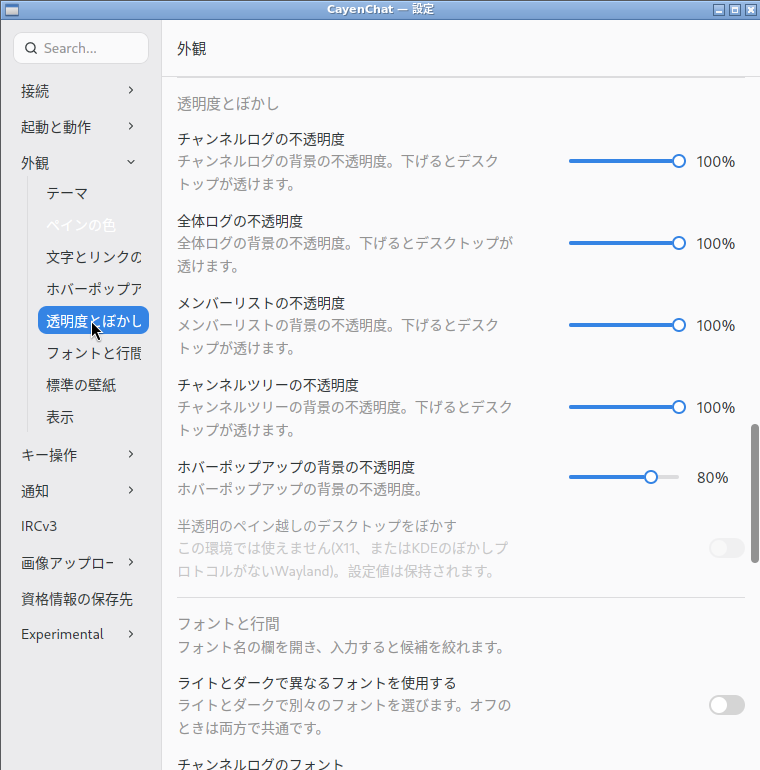 CayenChat — 設定
Search...
接続
起動と動作
外観
テーマ
ペインの色
文字とリンクの
ホバーポップア
透明度とぼかし
フォントと行間
標準の壁紙
表示
キー操作
通知
IRCv3
画像アップロー
資格情報の保存先
Experimental
外観
透明度とぼかし
チャンネルログの不透明度
チャンネルログの背景の不透明度。下げるとデスク
トップが透けます。
100%
全体ログの不透明度
全体ログの背景の不透明度。下げるとデスクトップが
透けます。
100%
メンバーリストの不透明度
メンバーリストの背景の不透明度。下げるとデスク
トップが透けます。
100%
チャンネルツリーの不透明度
チャンネルツリーの背景の不透明度。下げるとデスク
トップが透けます。
100%
ホバーポップアップの背景の不透明度
ホバーポップアップの背景の不透明度。
80%
半透明のペイン越しのデスクトップをぼかす
この環境では使えません(X11、またはKDEのぼかしプ
ロトコルがないWayland)。設定値は保持されます。
フォントと行間
フォント名の欄を開き、入力すると候補を絞れます。
ライトとダークで異なるフォントを使用する
ライトとダークで別々のフォントを選びます。オフの
ときは両方で共通です。
チャンネルログのフォント